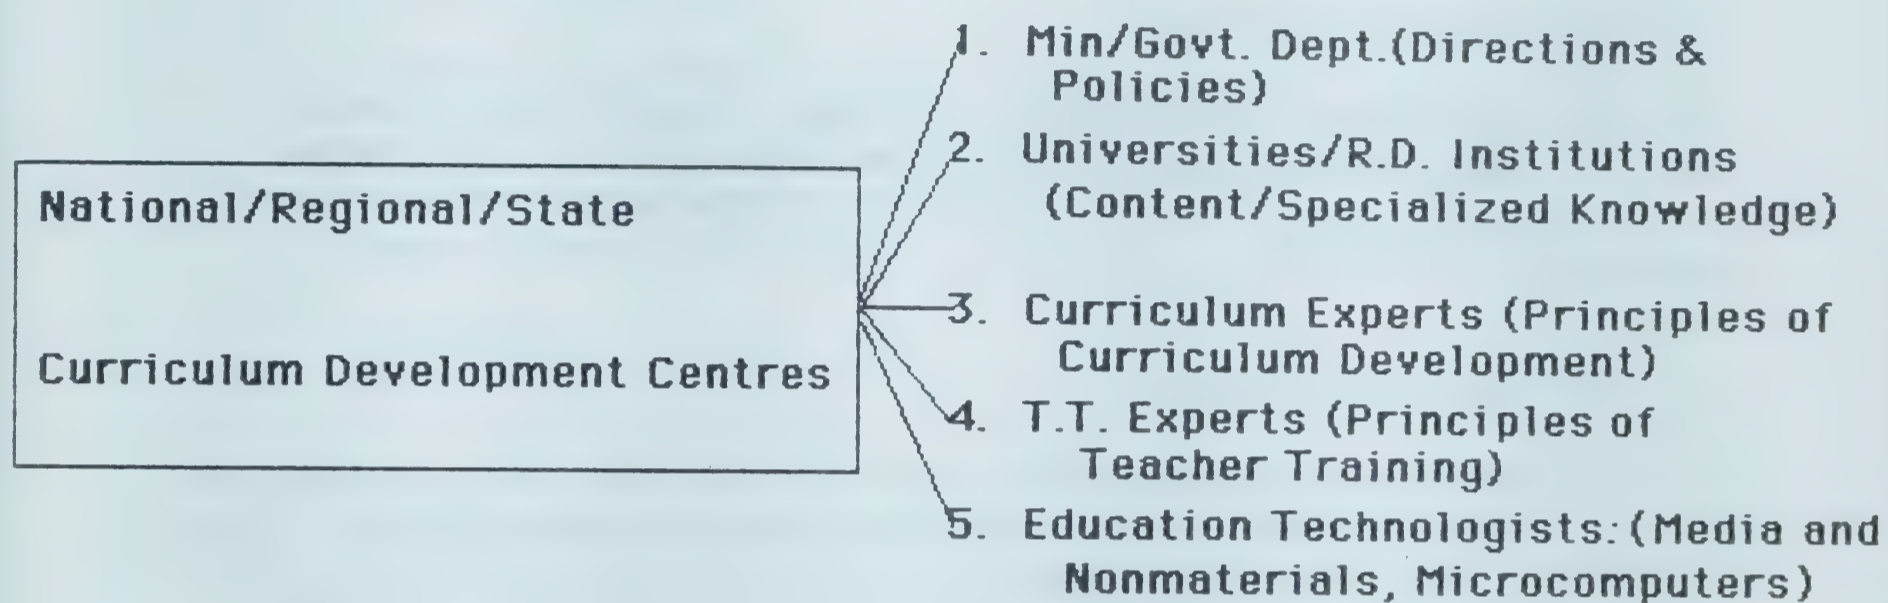 National/Regional/State
Curriculum Development Centres
1. Min/Govt. Dept.(Directions &
Policies)
2. Universities/R.D. Institutions
(Content/Specialized Knowledge)
3. Curriculum Experts (Principles of
Curriculum Development)
4. T.T. Experts (Principles of
Teacher Training)
5. Education Technologists:(Media and
Nonmaterials, Microcomputers)